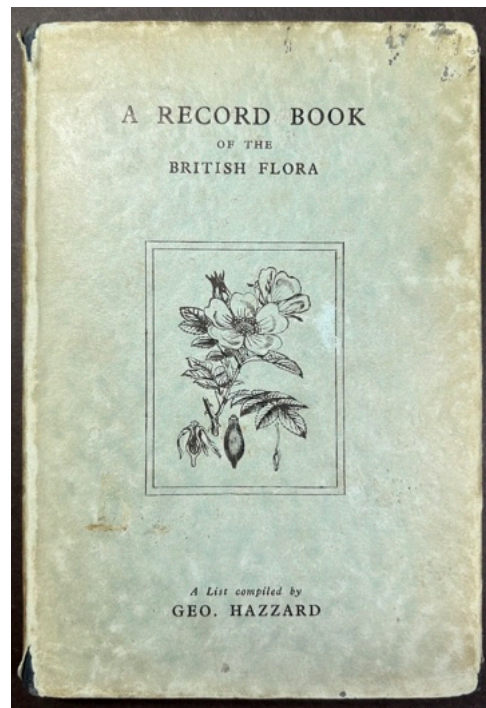 A RECORD BOOK
OF THE
BRITISH FLORA
A List compiled by
GEO. HAZZARD